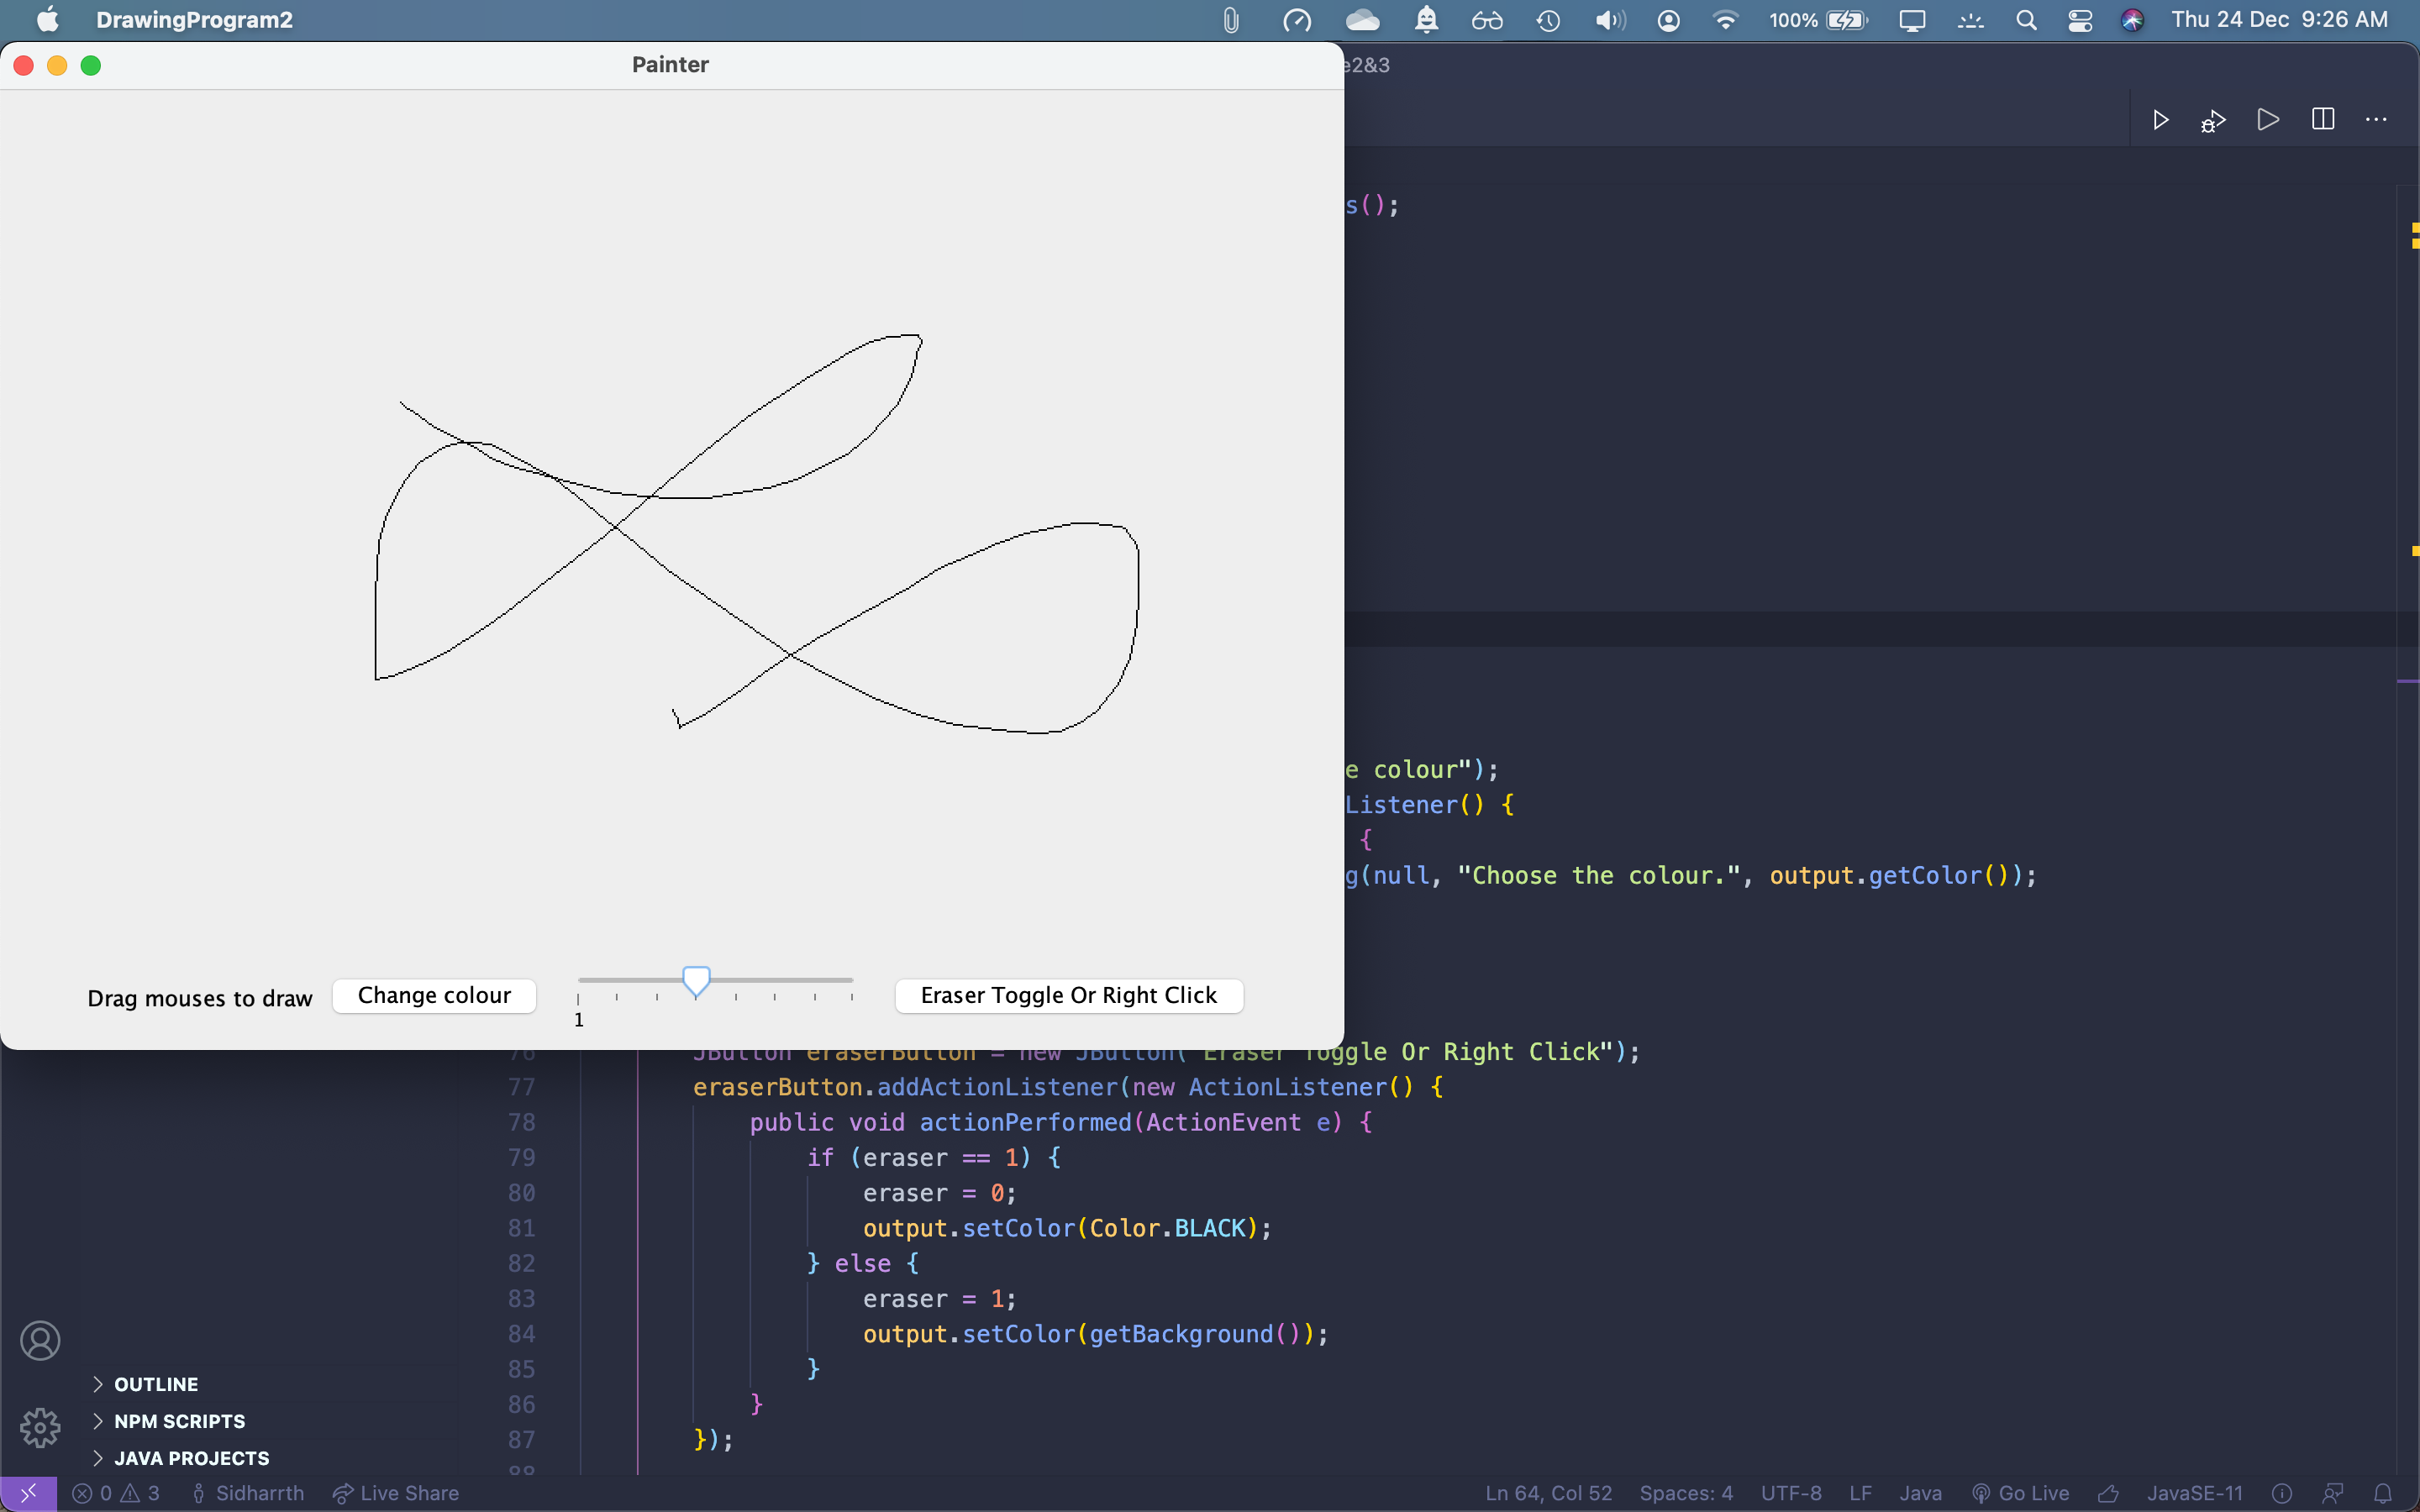 DrawingProgram2
100%
Thu 24 Dec 9:26 AM
Painter
e2&3
s();
e colour");
Listener() {
{
g(null, "Choose the colour.", output.getColor());
Drag mouses to draw
Change colour
1
Eraser Toggle Or Right Click
76 JButton eraserButton = new JButton("Eraser Toggle Or Right Click");
77 eraserButton.addActionListener(new ActionListener() {
78 public void actionPerformed(ActionEvent e) {
79 if (eraser == 1) {
80 eraser = 0;
81 output.setColor(Color.BLACK);
82 } else {
83 eraser = 1;
84 output.setColor(getBackground());
85 }
86 }
87 });
88
OUTLINE
NPM SCRIPTS
JAVA PROJECTS
0 3 Sidharrth Live Share
Ln 64, Col 52 Spaces: 4 UTF-8 LF Java Go Live JavaSE-11